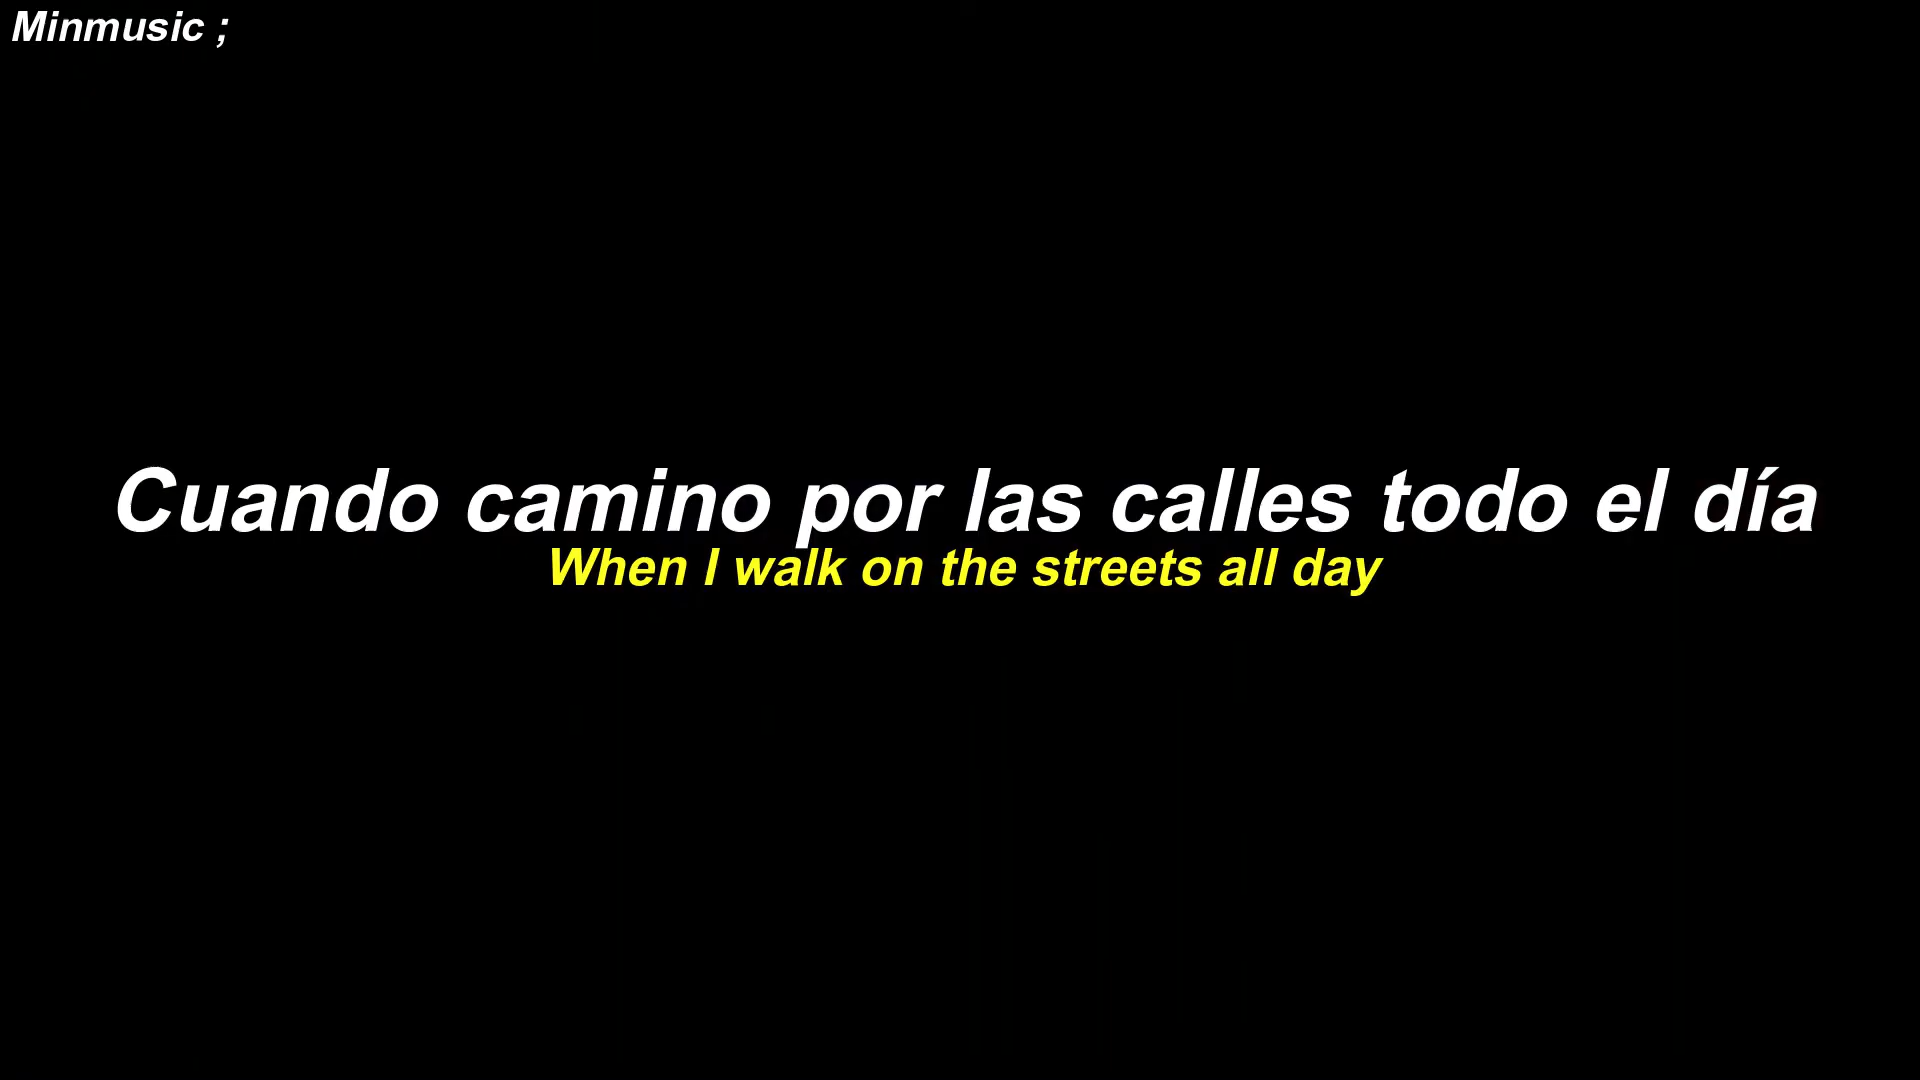 Minmusic ;
Cuando camino por las calles todo el día
When I walk on the streets all day